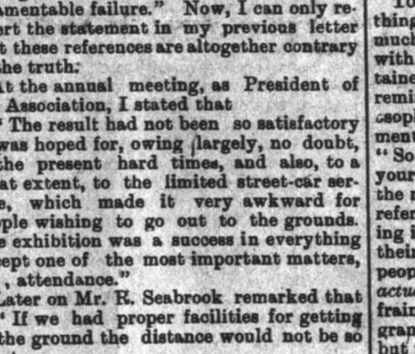 amentable failure." Now, I can only re-
ert the statement in my previous letter
t these references are altogether contrary
he truth:
t the annual meeting, as President of
Association, I stated that
" The result had not been so satisfactory
was hoped for, owing largely, no doubt,
the present hard times, and also, to a
at extent, to the limited street-car ser-
e, which made it very awkward for
ple wishing to go out to the grounds.
e exhibition was a success in everything
ept one of the most important matters,
, attendance."
Later on Mr. R. Seabrook remarked that
" If we had proper facilities for getting
the ground the distance would not be so
thing
much
with
taine
remi
men
" So
your
the r
refer
ing i
their
peop
actu
frain
gran
but